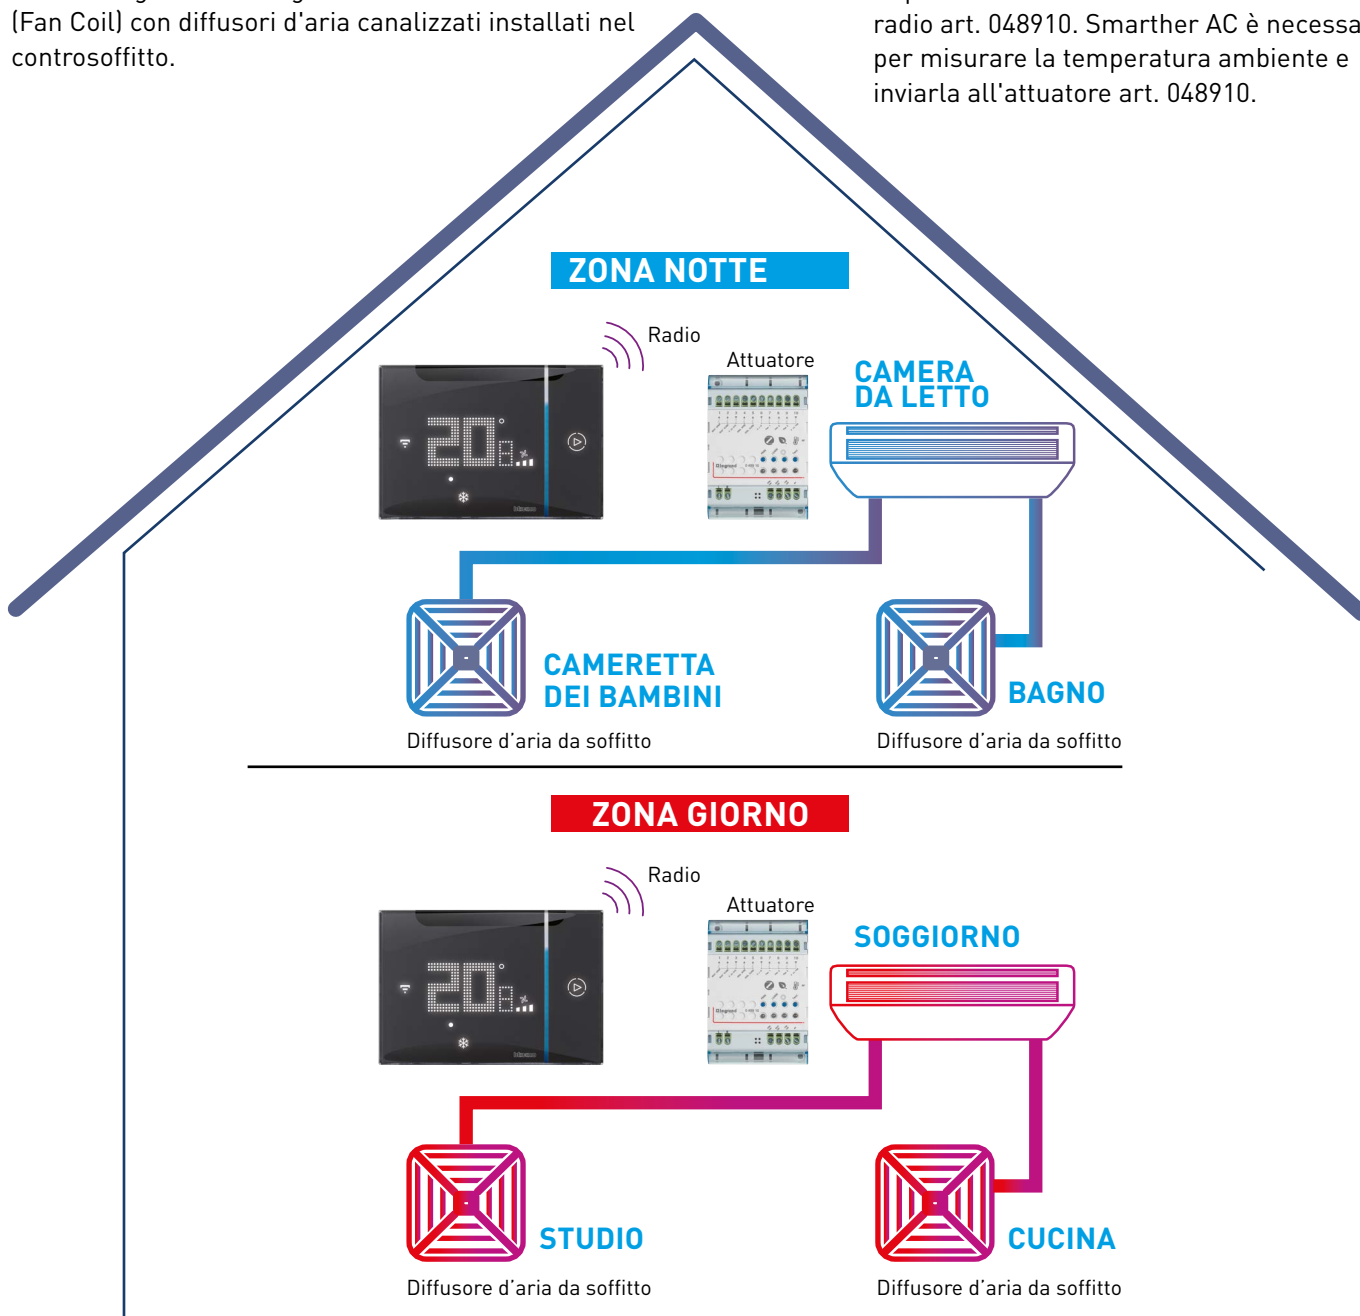 (Fan Coil) con diffusori d'aria canalizzati installati nel
controsoffitto.
radio art. 048910. Smarther AC è necessa
per misurare la temperatura ambiente e
inviarla all'attuatore art. 048910.
ZONA NOTTE
Radio
Attuatore
20°A
CAMERA
DA LETTO
CAMERETTA
DEI BAMBINI
BAGNO
Diffusore d'aria da soffitto
Diffusore d'aria da soffitto
ZONA GIORNO
Radio
Attuatore
20°A
SOGGIORNO
STUDIO
CUCINA
Diffusore d'aria da soffitto
Diffusore d'aria da soffitto